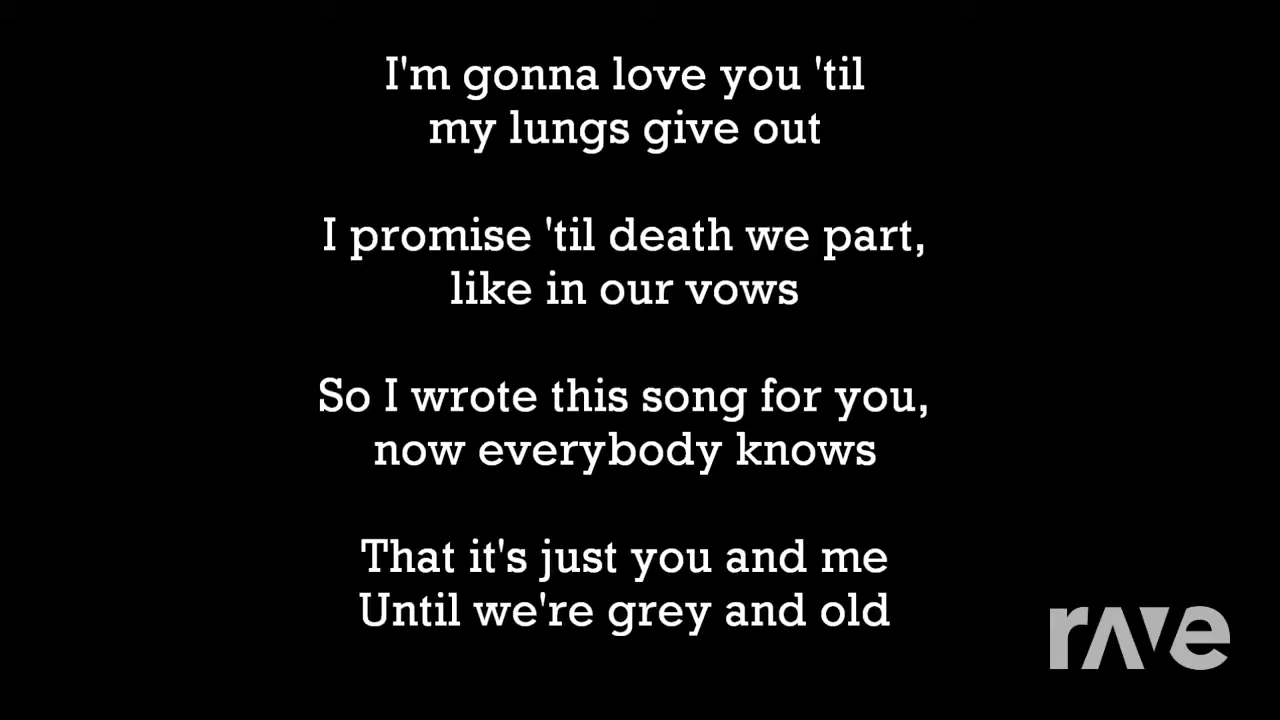 I'm gonna love you 'til
my lungs give out
I promise 'til death we part,
like in our vows
So I wrote this song for you,
now everybody knows
That it's just you and me
Until we're grey and old
rave